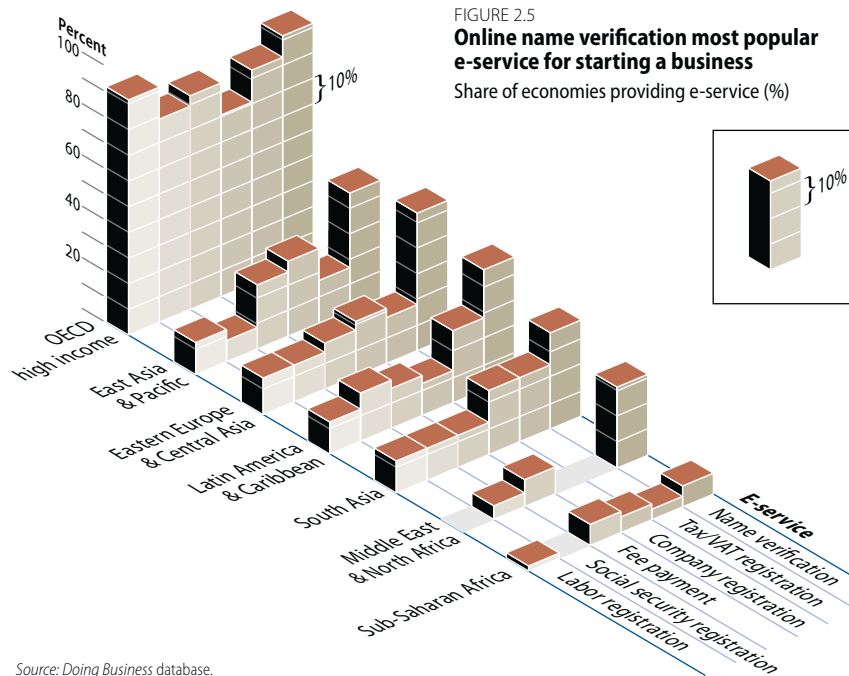 FIGURE 2.5
Online name verification most popular
e-service for starting a business
Share of economies providing e-service (%)
Percent
100
80
60
40
20
10%
10%
OECD
high income
East Asia
& Pacific
Eastern Europe
& Central Asia
Latin America
& Caribbean
South Asia
Middle East
& North Africa
Sub-Saharan Africa
E-service
Name verification
Tax/VAT registration
Company registration
Fee payment
Social security registration
Labor registration
Source: Doing Business database.